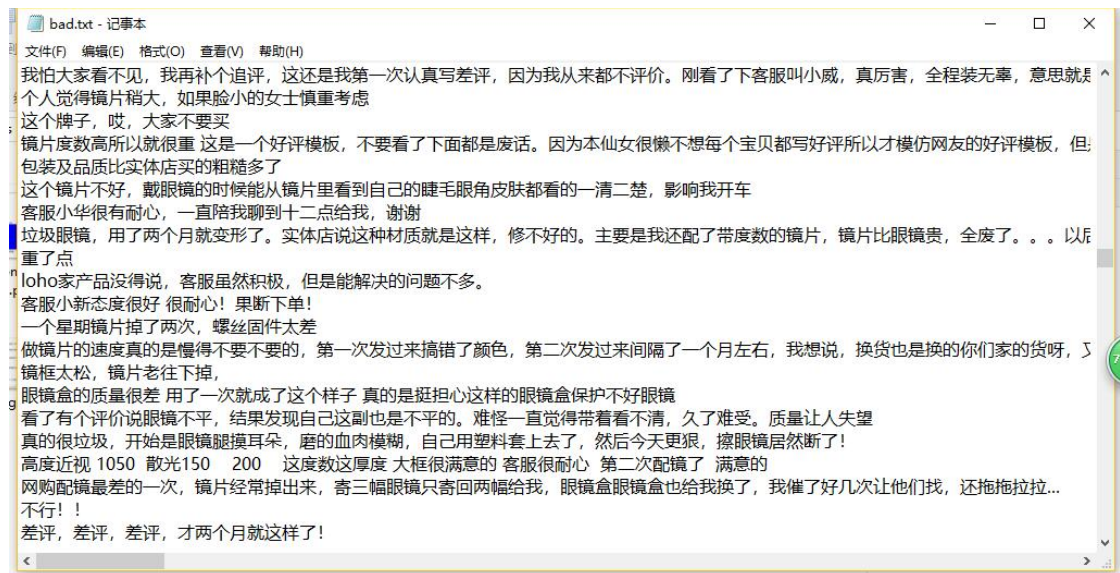 bad.txt - 记事本
文件(F) 编辑(E) 格式(O) 查看(V) 帮助(H)
我怕大家看不见，我再补个追评，这还是我第一次认真写差评，因为我从来都不评价。刚看了下客服叫小威，真厉害，全程装无辜，意思就是
个人觉得镜片稍大，如果脸小的女士慎重考虑
这个牌子，哎，大家不要买
镜片度数高所以就很重 这是一个好评模板，不要看了下面都是废话。因为本仙女很懒不想每个宝贝都写好评所以才模仿网友的好评模板，但是
包装及品质比实体店买的粗糙多了
这个镜片不好，戴眼镜的时候能从镜片里看到自己的睫毛眼角皮肤都看的一清二楚，影响我开车
客服小华很有耐心，一直陪我聊到十二点给我，谢谢
垃圾眼镜，用了两个月就变形了。实体店说这种材质就是这样，修不好的。主要是我还配了带度数的镜片，镜片比眼镜贵，全废了。。。以后
重了点
loho家产品没得说，客服虽然积极，但是能解决的问题不多。
客服小新态度很好 很耐心！果断下单！
一个星期镜片掉了两次，螺丝固件太差
做镜片的速度真的是慢得不要不要的，第一次发过来搞错了颜色，第二次发过来间隔了一个月左右，我想说，换货也是换的你们家的货呀，又
镜框太松，镜片老往下掉，
眼镜盒的质量很差 用了一次就成了这个样子 真的是挺担心这样的眼镜盒保护不好眼镜
看了有个评价说眼镜不平，结果发现自己这副也是不平的。难怪一直觉得带着看不清，久了难受。质量让人失望
真的很垃圾，开始是眼镜腿摸耳朵，磨的血肉模糊，自己用塑料套上去了，然后今天更狠，擦眼镜居然断了！
高度近视 1050 散光150 200 这度数这厚度 大框很满意的 客服很耐心 第二次配镜了 满意的
网购配镜最差的一次，镜片经常掉出来，寄三幅眼镜只寄回两幅给我，眼镜盒眼镜盒也给我换了，我催了好几次让他们找，还拖拖拉拉...
不行！！
差评，差评，差评，才两个月就这样了！